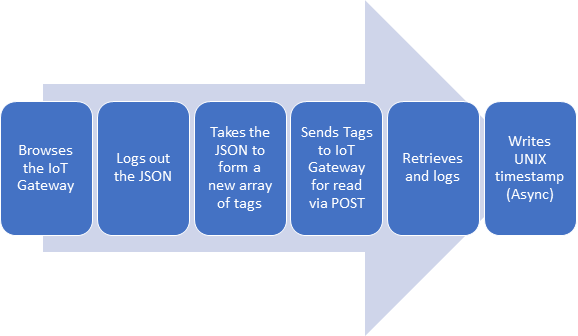 Browses
the IoT
Gateway
Logs out
the JSON
Takes the
JSON to
form a
new array
of tags
Sends Tags
to IoT
Gateway
for read
via POST
Retrieves
and logs
Writes
UNIX
timestamp
(Async)